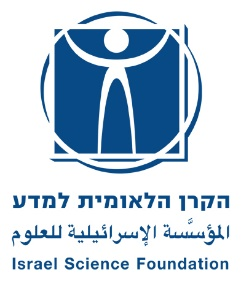 הקרן הלאומית למדע
المؤسَّسة الإسرائيلية للعلوم
Israel Science Foundation